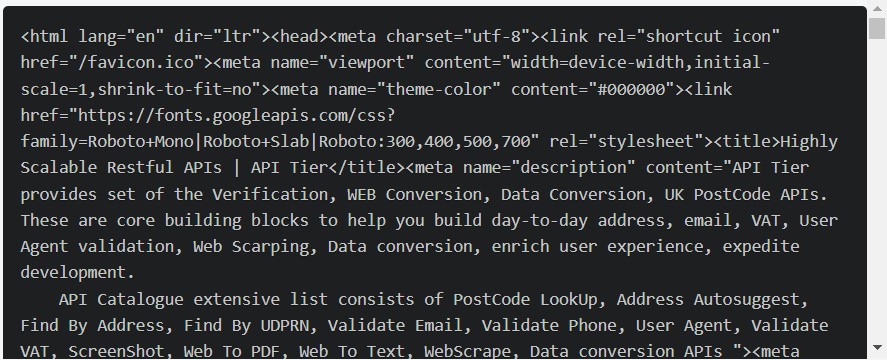 <html lang="en" dir="ltr"><head><meta charset="utf-8"><link rel="shortcut icon"
href="/favicon.ico"><meta name="viewport" content="width=device-width,initial-
scale=1,shrink-to-fit=no"><meta name="theme-color" content="#000000"><link
href="https://fonts.googleapis.com/css?
family=Roboto+Mono|Roboto+Slab|Roboto:300,400,500,700" rel="stylesheet"><title>Highly
Scalable Restful APIs | API Tier</title><meta name="description" content="API Tier
provides set of the Verification, WEB Conversion, Data Conversion, UK PostCode APIs.
These are core building blocks to help you build day-to-day address, email, VAT, User
Agent validation, Web Scarping, Data conversion, enrich user experience, expedite
development.
    API Catalogue extensive list consists of PostCode LookUp, Address Autosuggest,
Find By Address, Find By UDPRN, Validate Email, Validate Phone, User Agent, Validate
VAT, ScreenShot, Web To PDF, Web To Text, WebScrape, Data conversion APIs "><meta